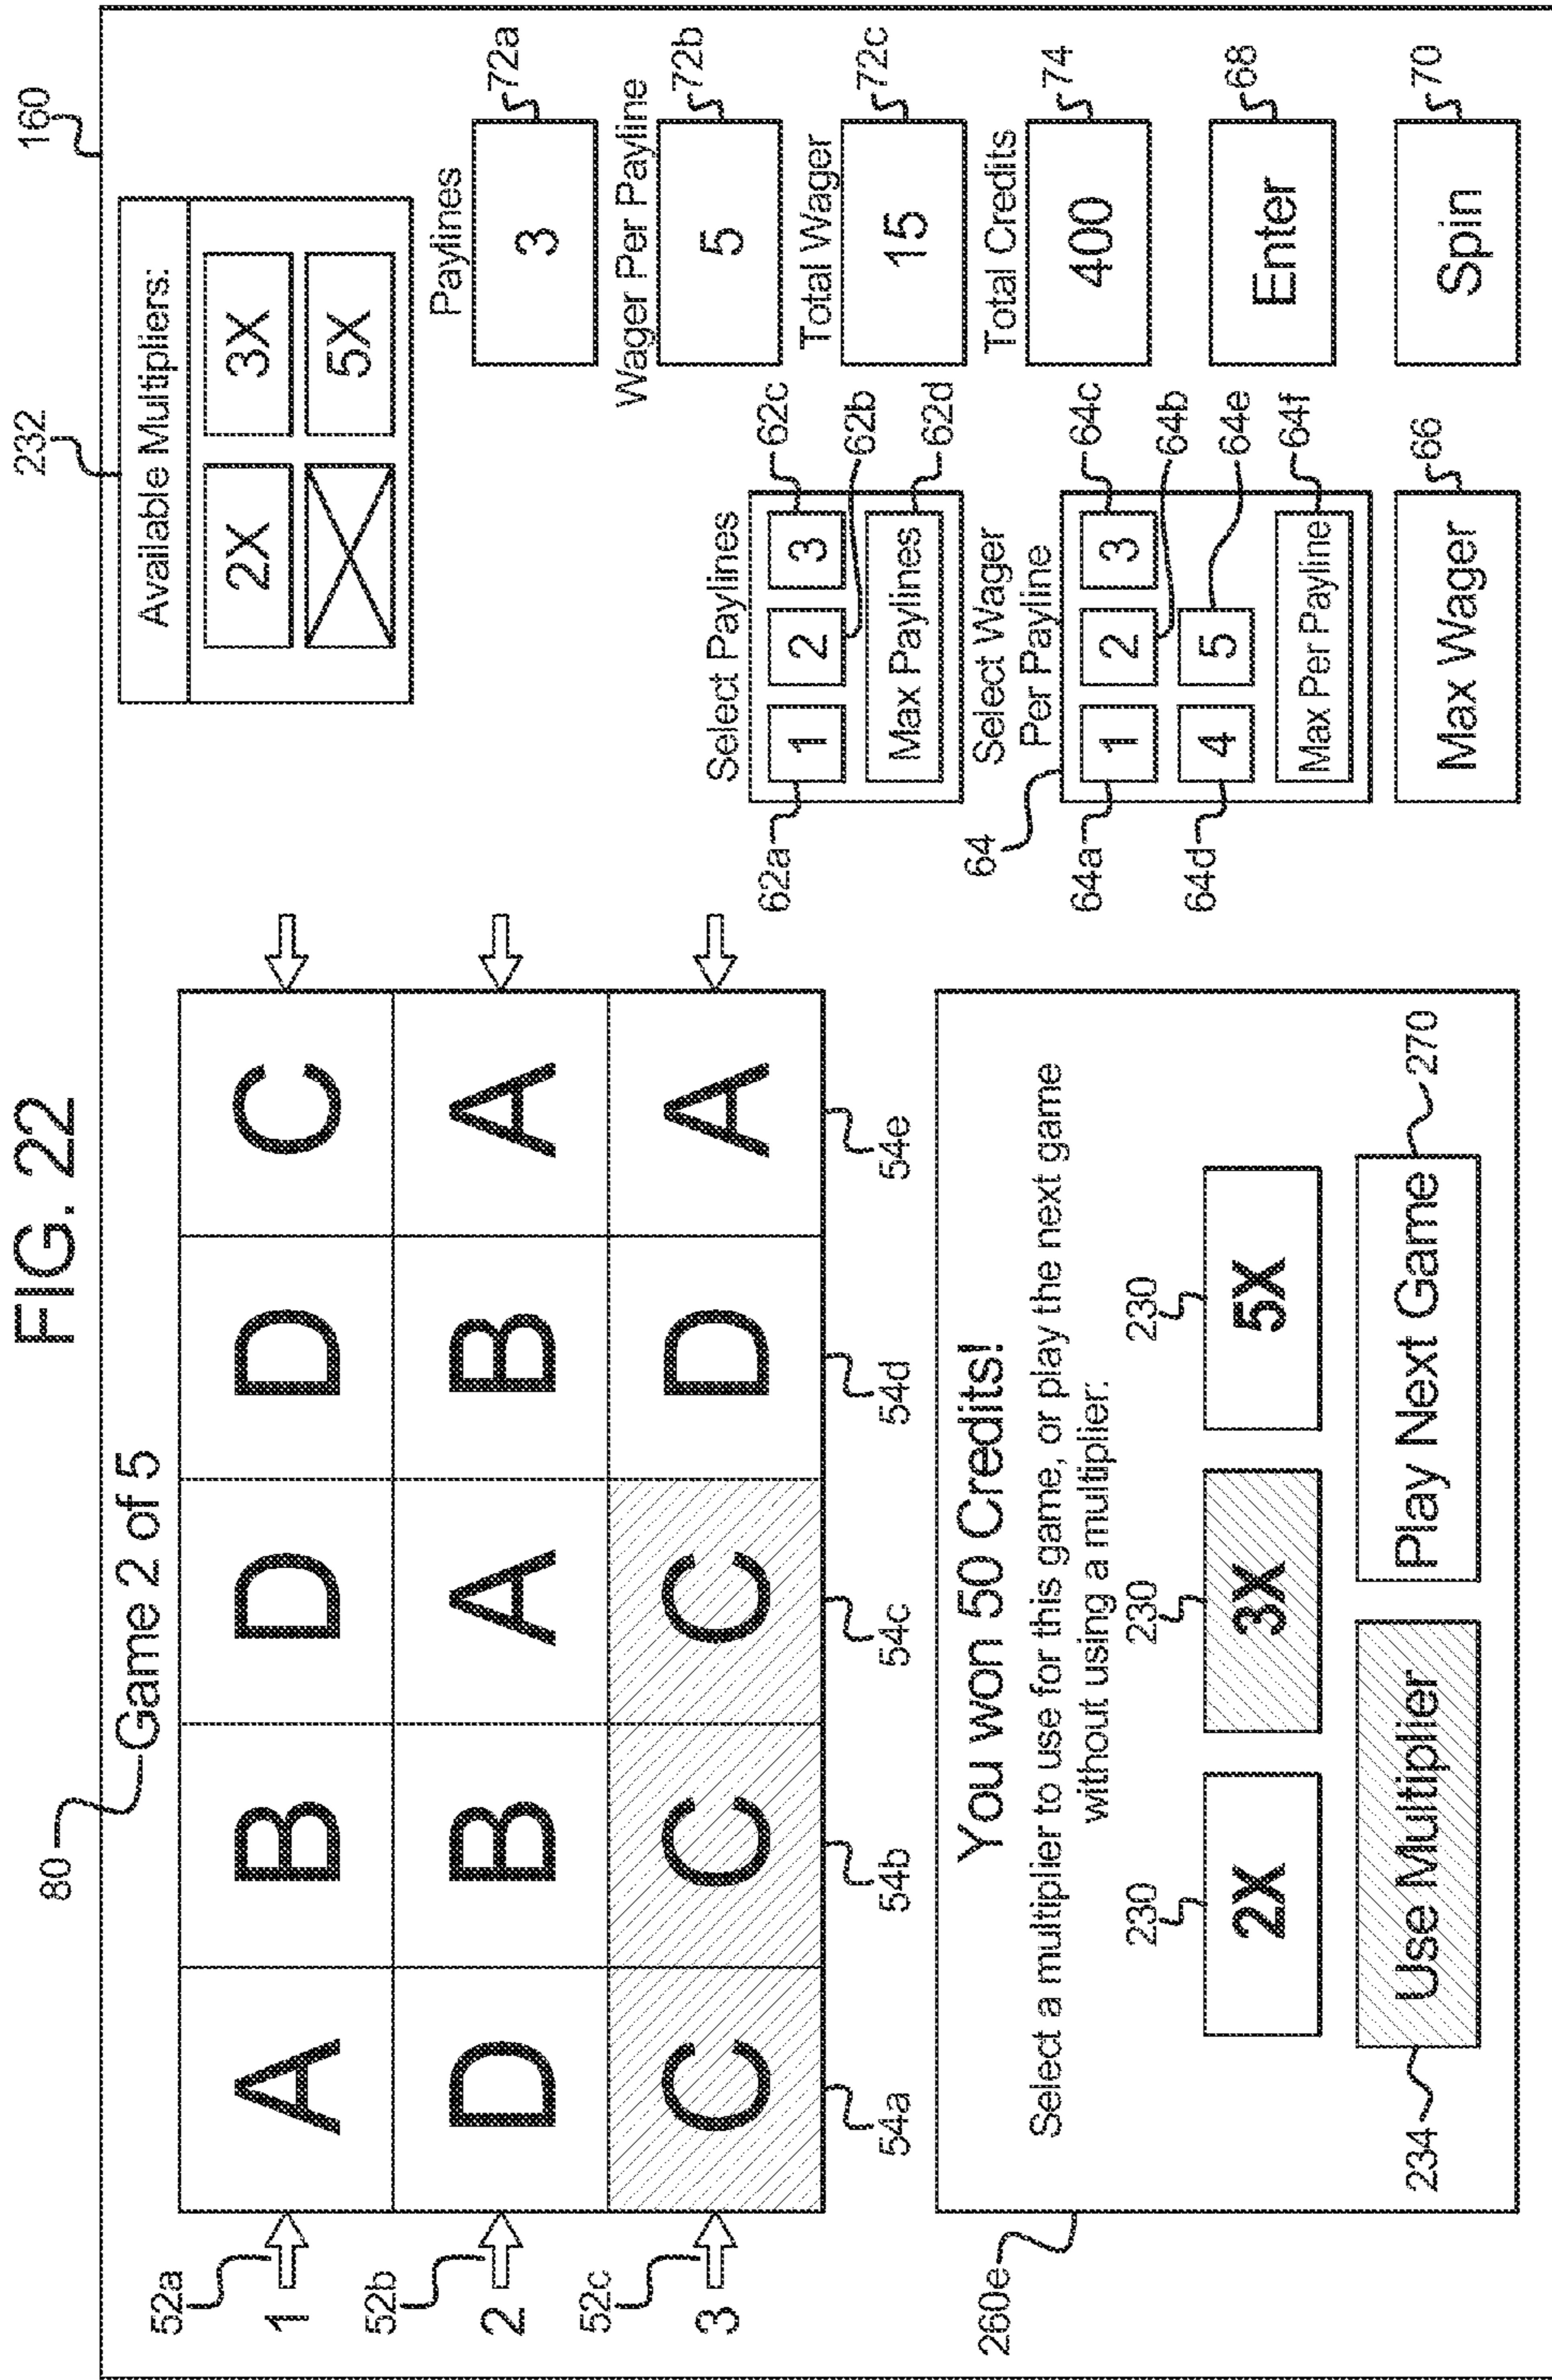 FIG. 22
160
80
Game 2 of 5
232
Available Multipliers:
2X 3X
5X
52a
1
A B D D C
52b
2
D B A B A
52c
3
C C C D A
54a 54b 54c 54d 54e
Paylines
3
72a
Wager Per Payline
5
72b
Total Wager
15
72c
Total Credits
400
74
Enter
68
Spin
70
Select Paylines
1 2 3
Max Paylines
62a
62c
62b
62d
Select Wager
Per Payline
64
1 2 3
4 5
Max Per Payline
64a
64d
64c
64b
64e
64f
Max Wager
66
260e
You won 50 Credits!
Select a multiplier to use for this game, or play the next game
without using a multiplier.
230 230 230
2X 3X 5X
Use Multiplier Play Next Game
234
270